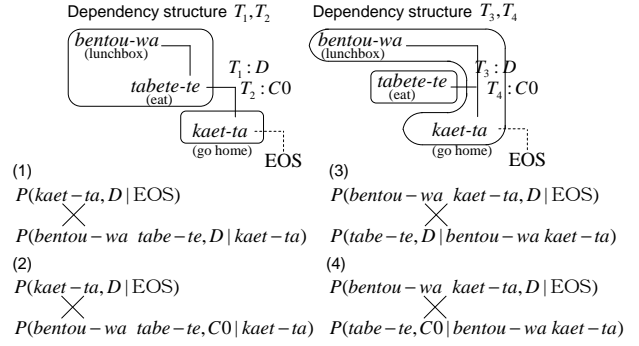 Dependency structure T₁,T₂
bentou-wa
(lunchbox)
tabete-te
(eat)
T₁ : D
T₂ : C0
kaet-ta
(go home)
EOS
(1)
P(kaet−ta, D | EOS)
×
P(bentou−wa tabe−te, D | kaet−ta)
(2)
P(kaet−ta, D | EOS)
×
P(bentou−wa tabe−te, C0 | kaet−ta)
Dependency structure T₃,T₄
bentou-wa
(lunchbox)
tabete-te
(eat)
T₃ : D
T₄ : C0
kaet-ta
(go home)
EOS
(3)
P(bentou−wa kaet−ta, D | EOS)
×
P(tabe−te, D | bentou−wa kaet−ta)
(4)
P(bentou−wa kaet−ta, D | EOS)
×
P(tabe−te, C0 | bentou−wa kaet−ta)